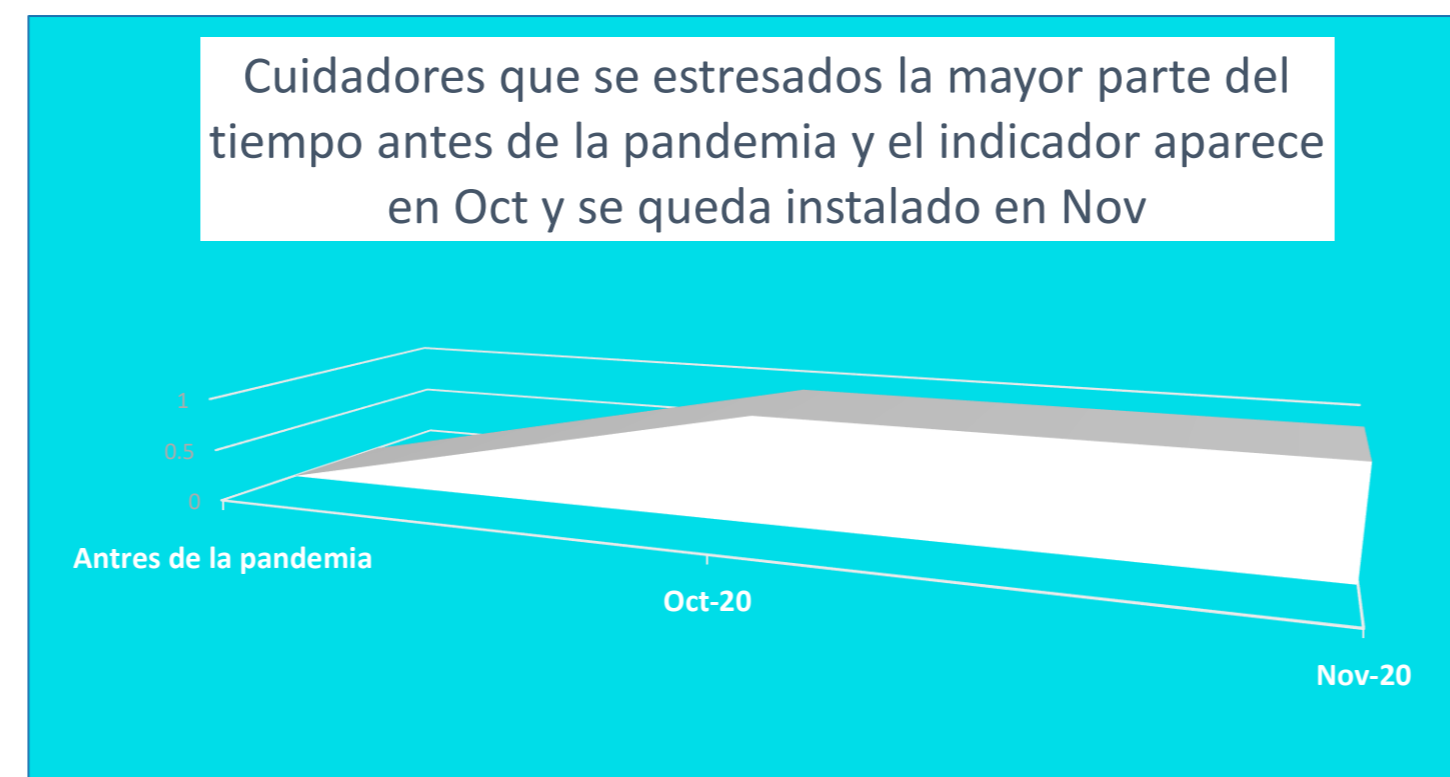 Cuidadores que se estresados la mayor parte del
tiempo antes de la pandemia y el indicador aparece
en Oct y se queda instalado en Nov
1
0.5
0
Antres de la pandemia
Oct-20
Nov-20